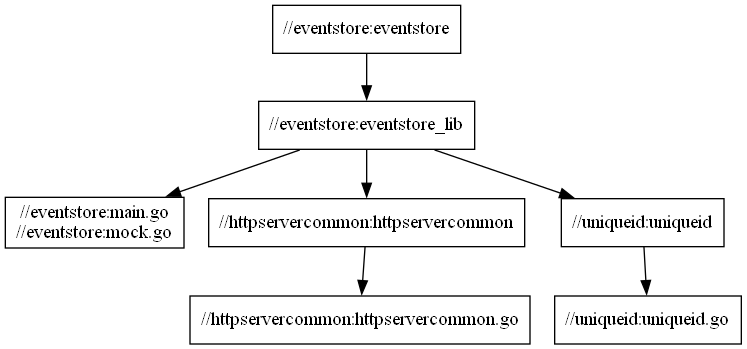 //eventstore:eventstore
//eventstore:eventstore_lib
//eventstore:main.go
//eventstore:mock.go
//httpservercommon:httpservercommon
//uniqueid:uniqueid
//httpservercommon:httpservercommon.go
//uniqueid:uniqueid.go